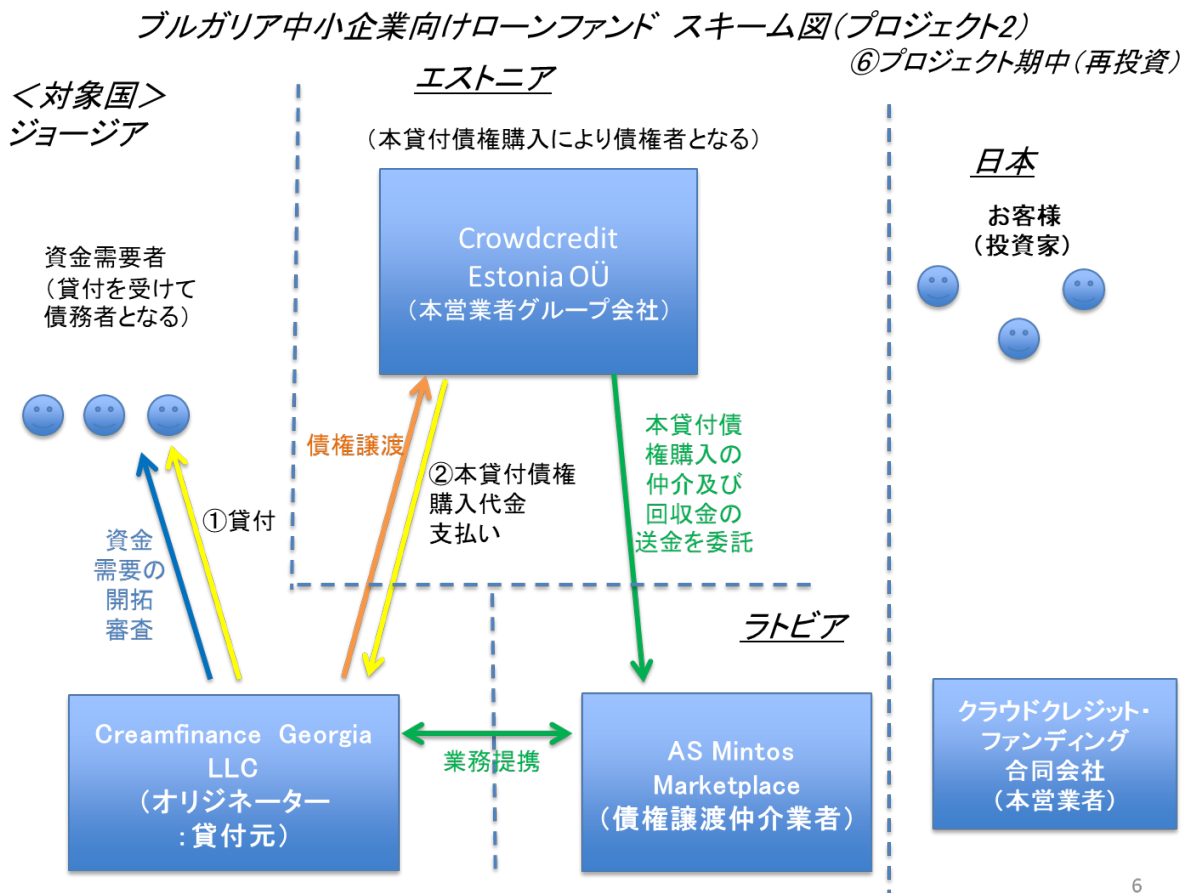 ブルガリア中小企業向けローンファンド スキーム図(プロジェクト2)
⑥プロジェクト期中(再投資)
＜対象国＞
ジョージア
エストニア
(本貸付債権購入により債権者となる)
日本
お客様
(投資家)
Crowdcredit
Estonia OÜ
(本営業者グループ会社)
資金需要者
(貸付を受けて
債務者となる)
債権譲渡
②本貸付債権
購入代金
支払い
本貸付債
権購入の
仲介及び
回収金の
送金を委託
①貸付
資金
需要の
開拓
審査
ラトビア
Creamfinance Georgia
LLC
(オリジネーター
:貸付元)
業務提携
AS Mintos
Marketplace
(債権譲渡仲介業者)
クラウドクレジット・
ファンディング
合同会社
(本営業者)
6